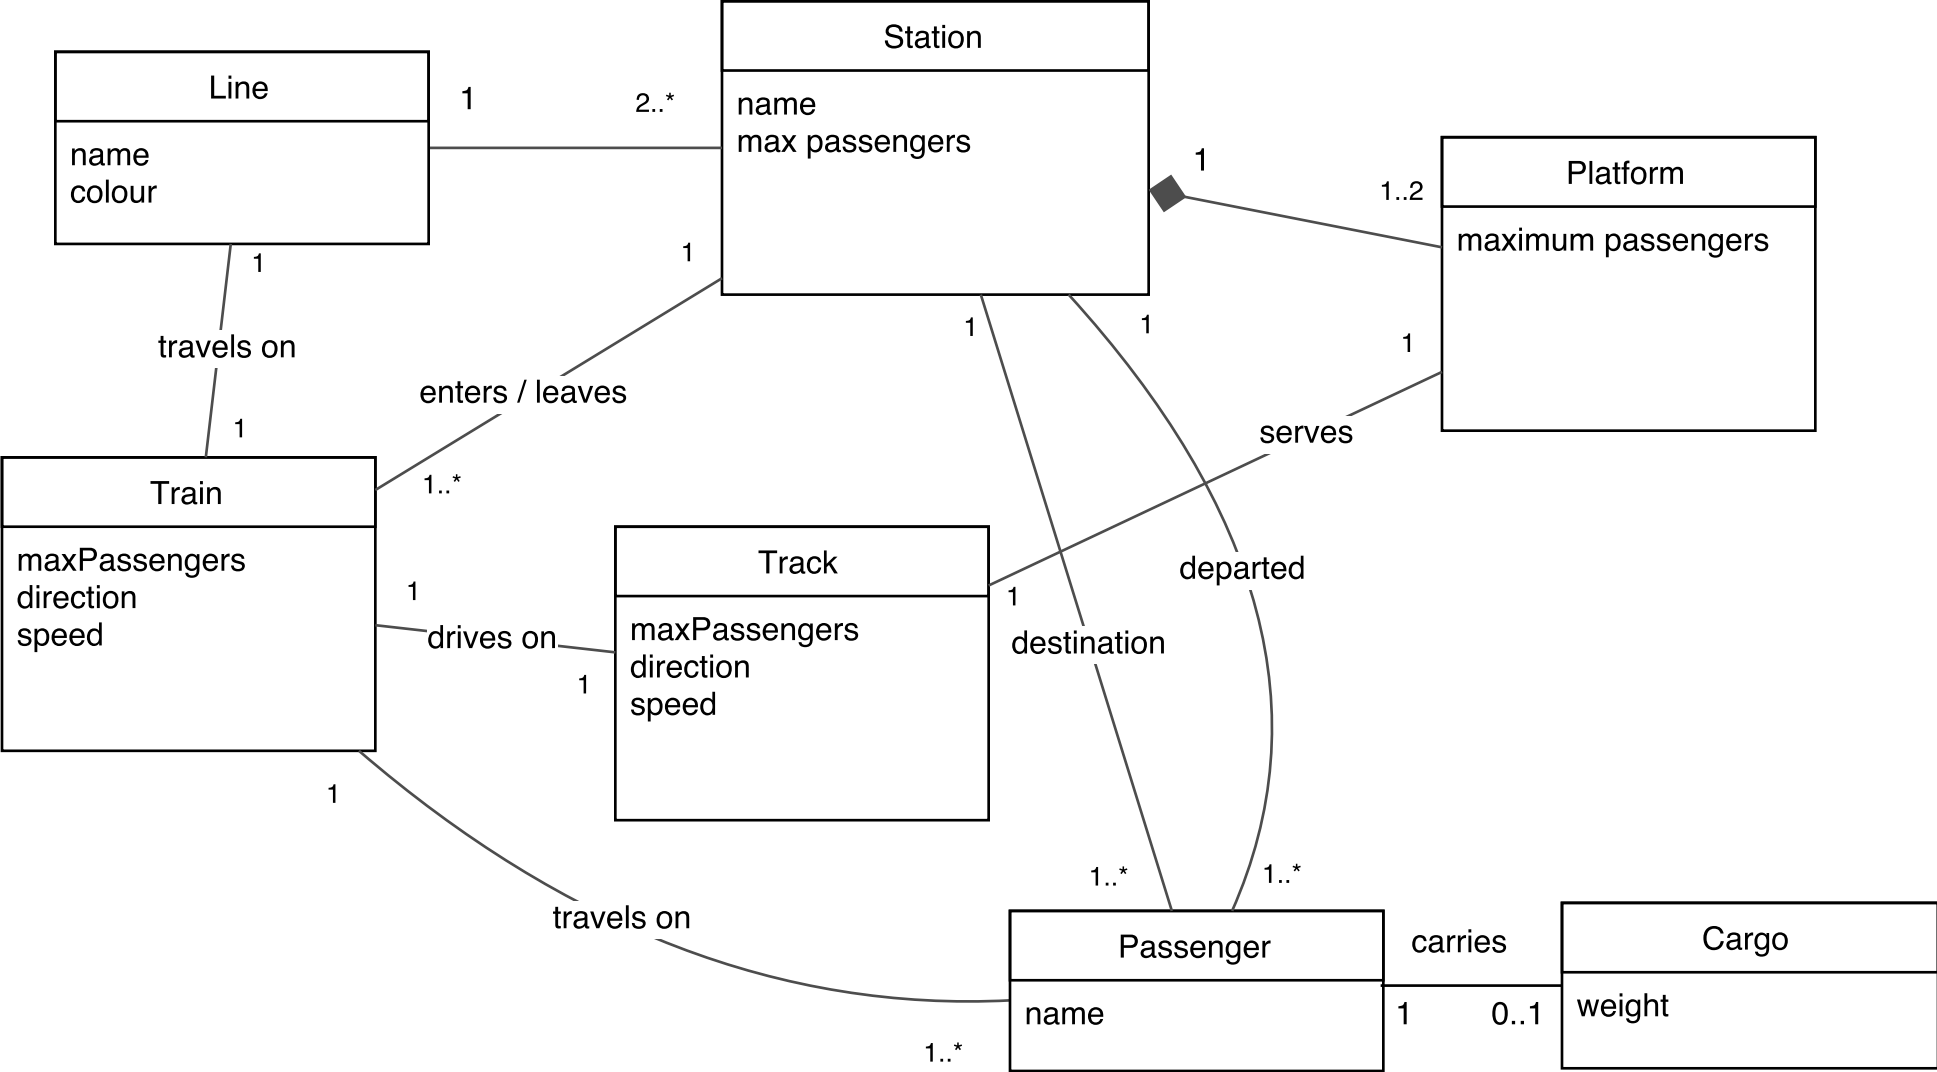 Station
name
max passengers
Line
name
colour
1
2..*
1
1..2
Platform
maximum passengers
1
travels on
1
1
enters / leaves
1..*
1
1
1
serves
1
Train
maxPassengers
direction
speed
1
drives on
1
Track
maxPassengers
direction
speed
departed
destination
1
travels on
1..*
1..*
1..*
Passenger
name
carries
1
0..1
Cargo
weight